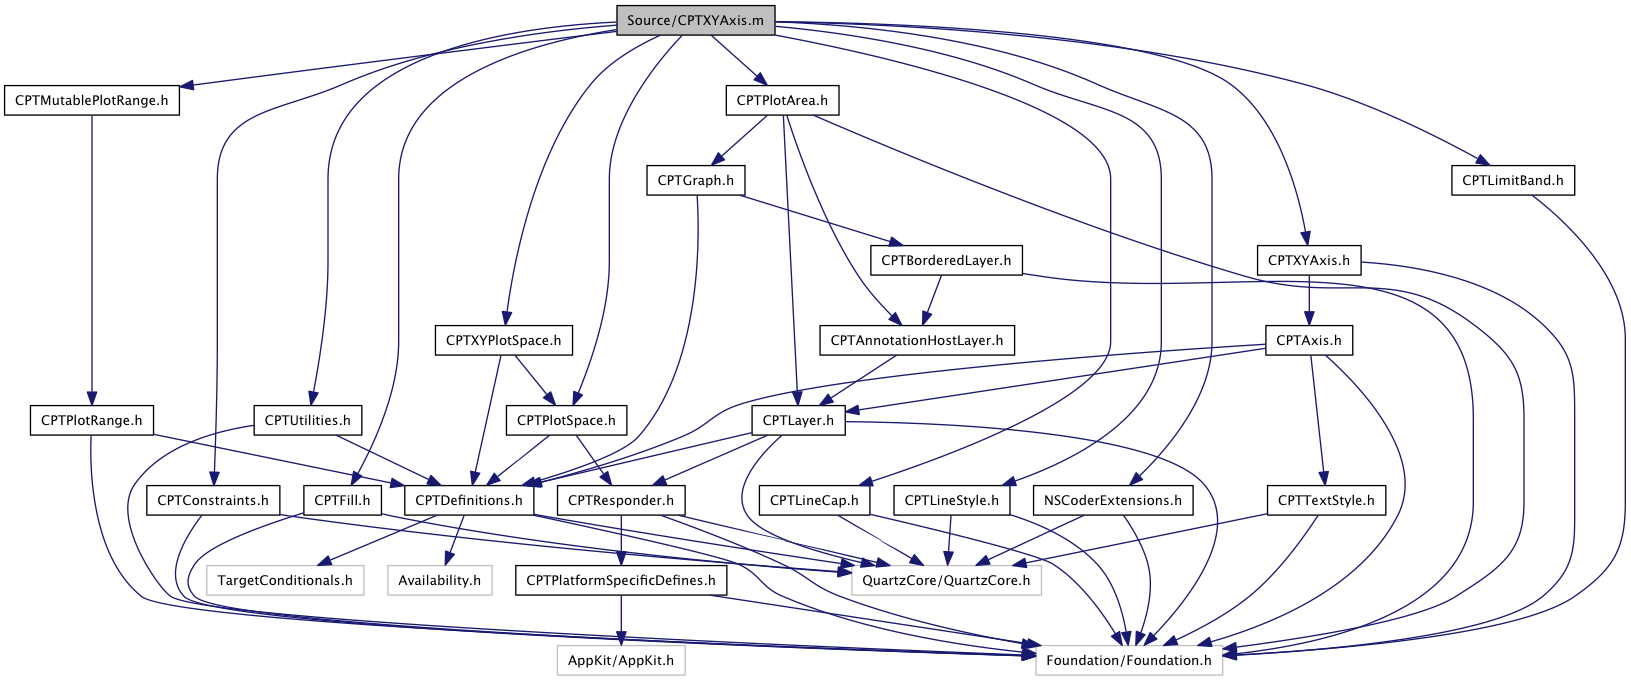 Source/CPTXYAxis.m
CPTMutablePlotRange.h
CPTPlotArea.h
CPTGraph.h
CPTLimitBand.h
CPTBorderedLayer.h
CPTXYAxis.h
CPTXYPlotSpace.h
CPTAnnotationHostLayer.h
CPTAxis.h
CPTPlotRange.h
CPTUtilities.h
CPTPlotSpace.h
CPTLayer.h
CPTConstraints.h
CPTFill.h
CPTDefinitions.h
CPTResponder.h
CPTLineCap.h
CPTLineStyle.h
NSCoderExtensions.h
CPTTextStyle.h
TargetConditionals.h
Availability.h
CPTPlatformSpecificDefines.h
QuartzCore/QuartzCore.h
AppKit/AppKit.h
Foundation/Foundation.h